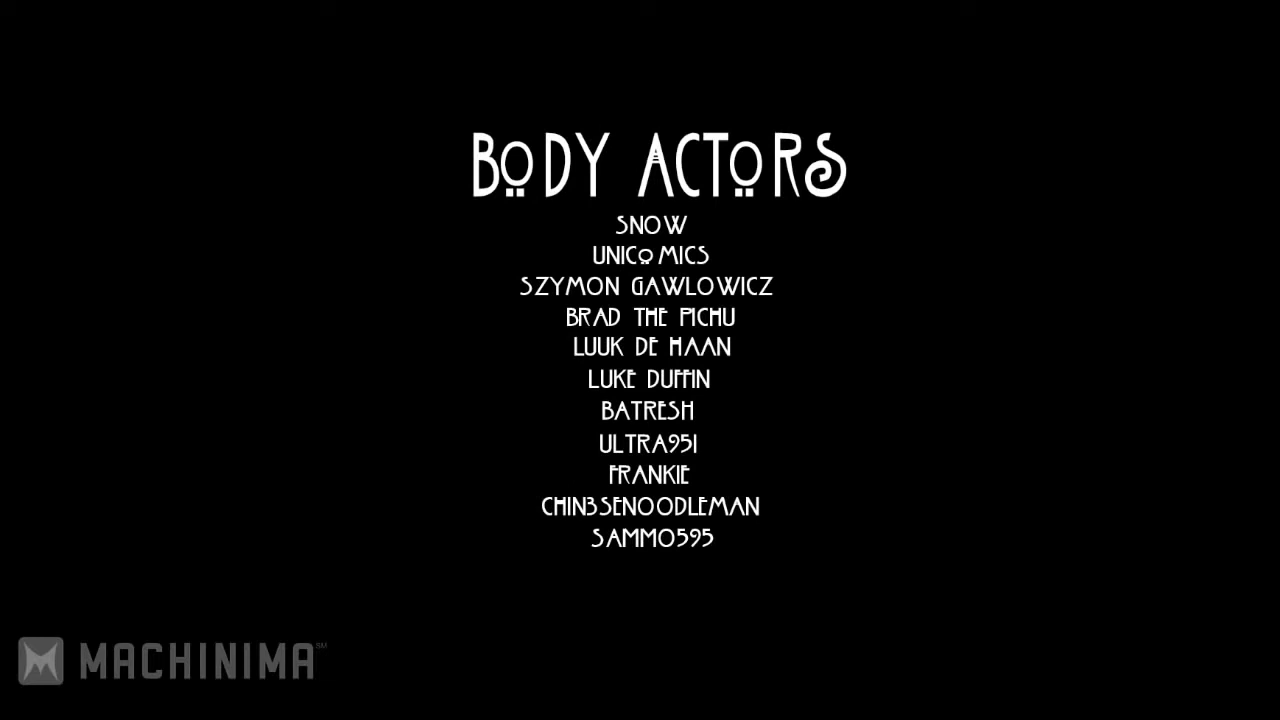 BODY ACTORS
SNOW
UNICOMICS
SZYMON GAWLOWICZ
BRAD THE PICHU
LUUK DE HAAN
LUKE DUFFIN
BATRESH
ULTRA951
FRANKIE
CHIN3SENOODLEMAN
SAMMO595
MACHINIMA SM